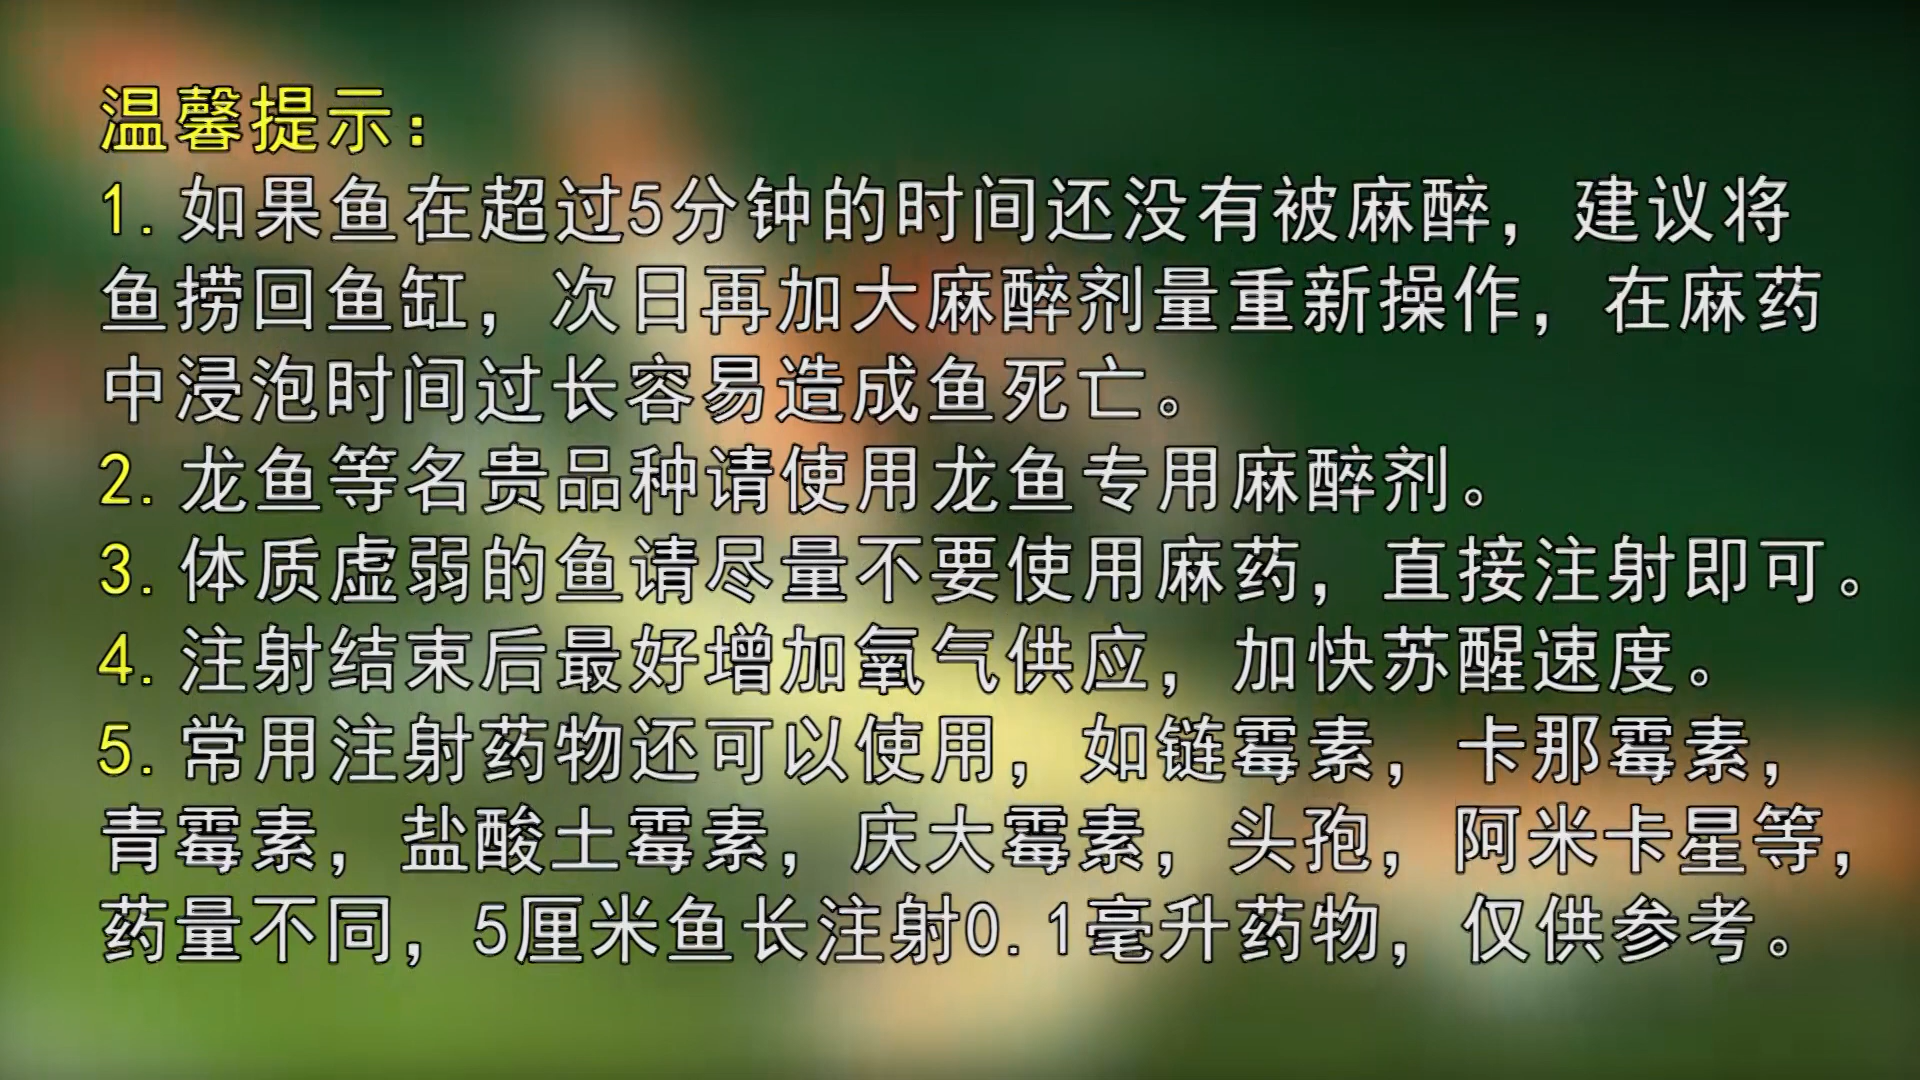 温馨提示：
1.如果鱼在超过5分钟的时间还没有被麻醉，建议将
鱼捞回鱼缸，次日再加大麻醉剂量重新操作，在麻药
中浸泡时间过长容易造成鱼死亡。
2.龙鱼等名贵品种请使用龙鱼专用麻醉剂。
3.体质虚弱的鱼请尽量不要使用麻药，直接注射即可。
4.注射结束后最好增加氧气供应，加快苏醒速度。
5.常用注射药物还可以使用，如链霉素，卡那霉素，
青霉素，盐酸土霉素，庆大霉素，头孢，阿米卡星等，
药量不同，5厘米鱼长注射0.1毫升药物，仅供参考。